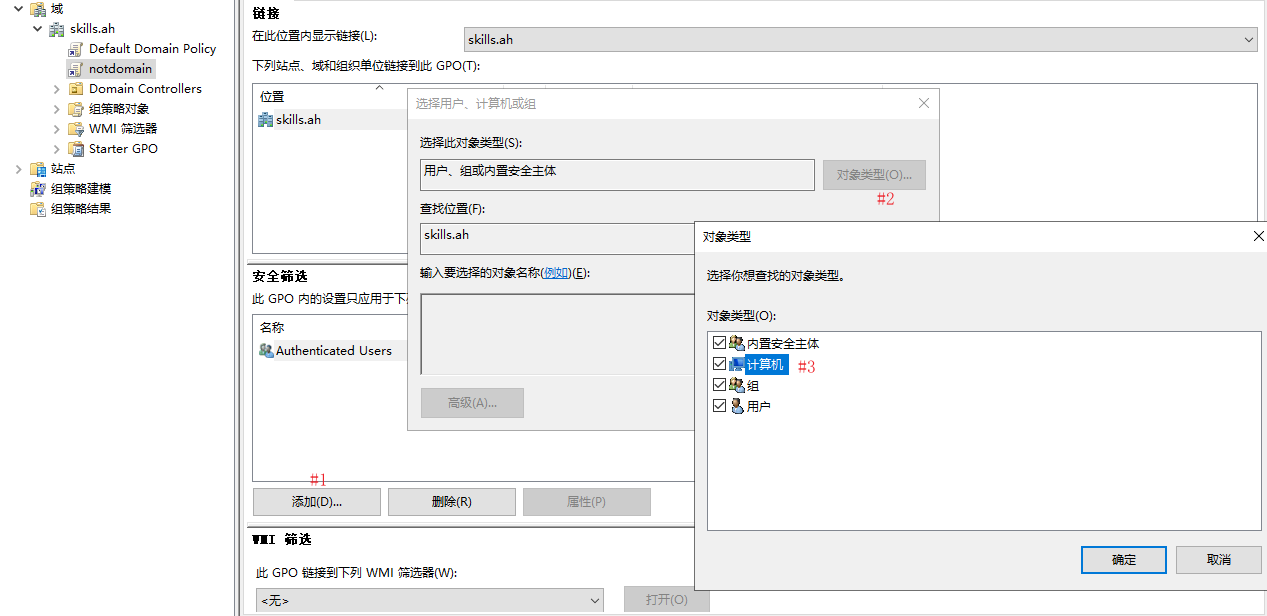 域
skills.ah
Default Domain Policy
notdomain
Domain Controllers
组策略对象
WMI 筛选器
Starter GPO
站点
组策略建模
组策略结果
链接
在此位置内显示链接(L):
skills.ah
下列站点、域和组织单位链接到此 GPO(T):
位置
skills.ah
安全筛选
此 GPO 内的设置只应用于下
名称
Authenticated Users
#1
添加(D)...
删除(R)
属性(P)
WMI 筛选
此 GPO 链接到下列 WMI 筛选器(W):
<无>
打开(O)
选择用户、计算机或组
选择此对象类型(S):
用户、组或内置安全主体
对象类型(O)...
#2
查找位置(F):
skills.ah
输入要选择的对象名称(例如)(E):
高级(A)...
对象类型
选择你想查找的对象类型。
对象类型(O):
内置安全主体
计算机 #3
组
用户
确定
取消